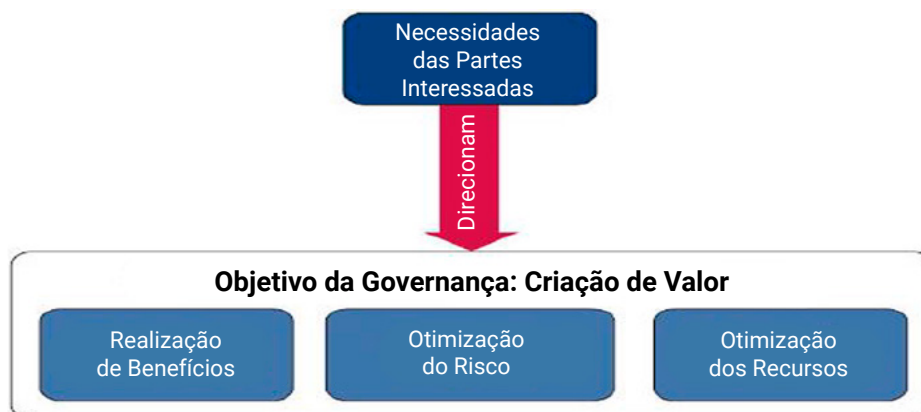 Necessidades
das Partes
Interessadas
Direcionam
Objetivo da Governança: Criação de Valor
Realização
de Benefícios
Otimização
do Risco
Otimização
dos Recursos